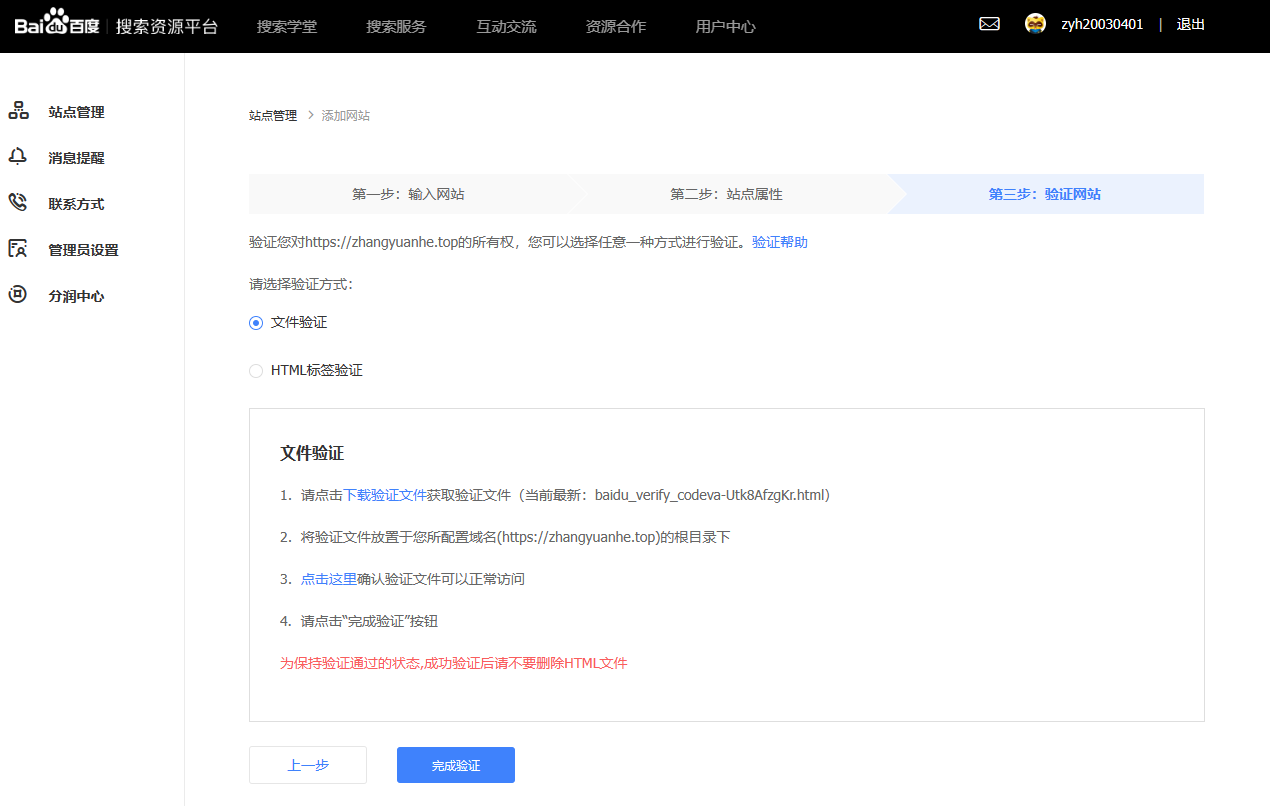 Bai du 百度 | 搜索资源平台 搜索学堂 搜索服务 互动交流 资源合作 用户中心 zyh20030401 | 退出
站点管理
消息提醒
联系方式
管理员设置
分润中心
站点管理 > 添加网站
第一步：输入网站 第二步：站点属性 第三步：验证网站
验证您对https://zhangyuanhe.top的所有权，您可以选择任意一种方式进行验证。验证帮助
请选择验证方式：
文件验证
HTML标签验证
文件验证
1. 请点击下载验证文件获取验证文件（当前最新：baidu_verify_codeva-Utk8AfzgKr.html）
2. 将验证文件放置于您所配置域名(https://zhangyuanhe.top)的根目录下
3. 点击这里确认验证文件可以正常访问
4. 请点击“完成验证”按钮
为保持验证通过的状态,成功验证后请不要删除HTML文件
上一步 完成验证